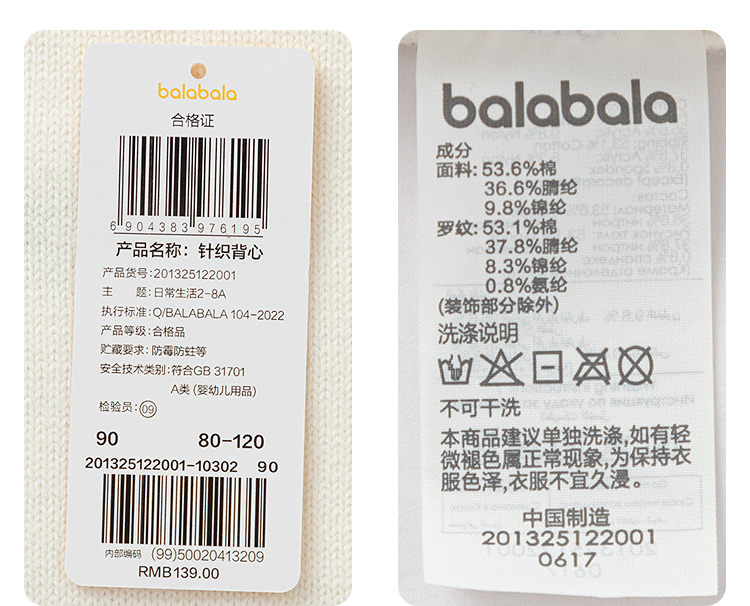 balabala
合格证
6 904383 976195
产品名称：针织背心
产品货号:201325122001
主 题:日常生活2-8A
执行标准:Q/BALABALA 104-2022
产品等级:合格品
贮藏要求:防霉防蛀等
安全技术类别:符合GB 31701
A类 (婴幼儿用品)
检验员:09
90 80-120
201325122001-10302 90
内部编码 (99)50020413209
RMB139.00
balabala
成分
面料: 53.6%棉
36.6%腈纶
9.8%锦纶
罗纹: 53.1%棉
37.8%腈纶
8.3%锦纶
0.8%氨纶
(装饰部分除外)
洗涤说明
不可干洗
本商品建议单独洗涤,如有轻
微褪色属正常现象,为保持衣
服色泽,衣服不宜久漫。
中国制造
201325122001
0617